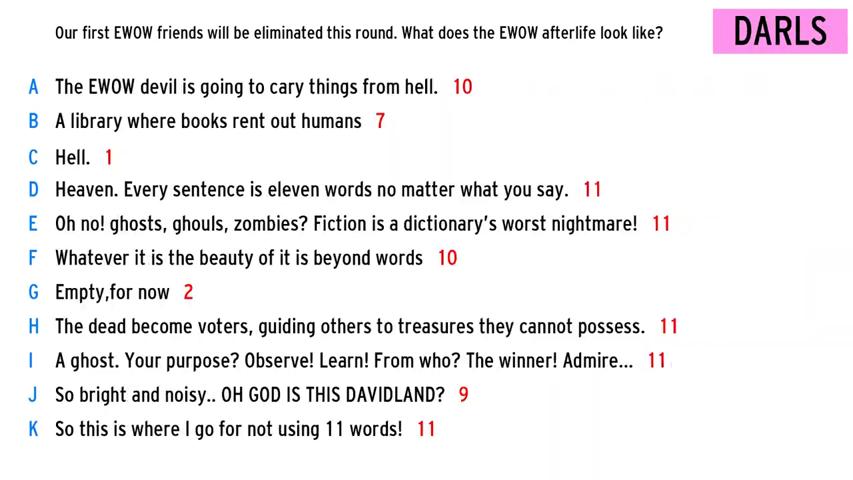 Our first EWOW friends will be eliminated this round. What does the EWOW afterlife look like?
DARLS
A The EWOW devil is going to cary things from hell. 10
B A library where books rent out humans 7
C Hell. 1
D Heaven. Every sentence is eleven words no matter what you say. 11
E Oh no! ghosts, ghouls, zombies? Fiction is a dictionary's worst nightmare! 11
F Whatever it is the beauty of it is beyond words 10
G Empty,for now 2
H The dead become voters, guiding others to treasures they cannot possess. 11
I A ghost. Your purpose? Observe! Learn! From who? The winner! Admire... 11
J So bright and noisy.. OH GOD IS THIS DAVIDLAND? 9
K So this is where I go for not using 11 words! 11